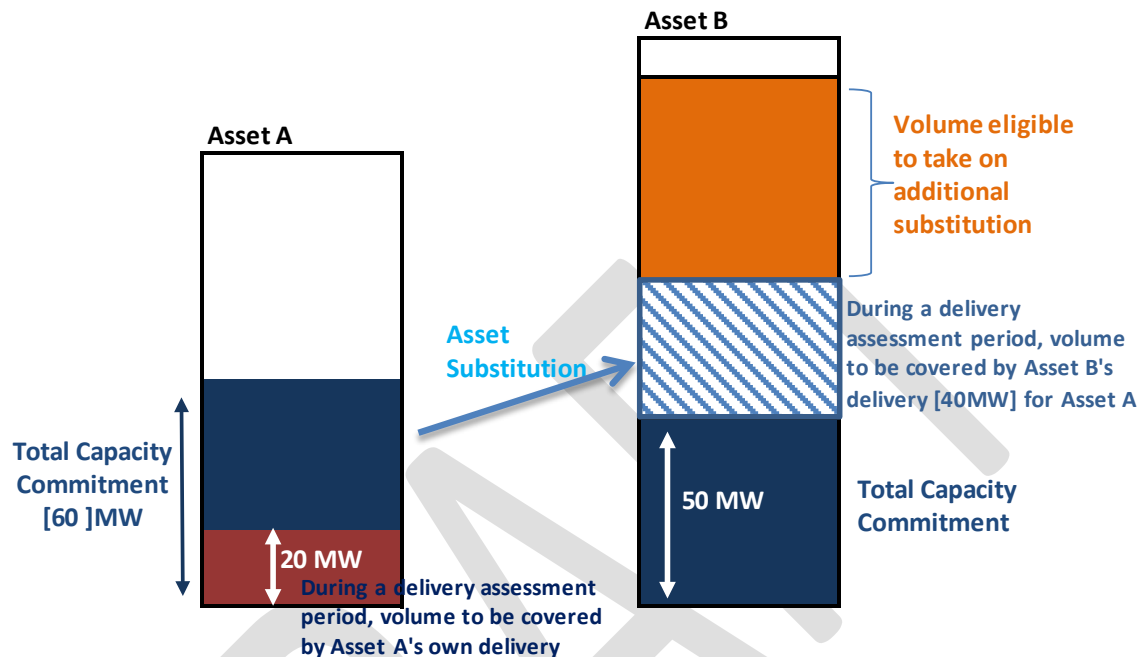 Asset B
Asset A
Volume eligible
to take on
additional
substitution
Asset
Substitution
During a delivery
assessment period, volume
to be covered by Asset B's
delivery [40MW] for Asset A
Total Capacity
Commitment
[60 ]MW
50 MW
Total Capacity
Commitment
20 MW
During a delivery assessment
period, volume to be covered
by Asset A's own delivery